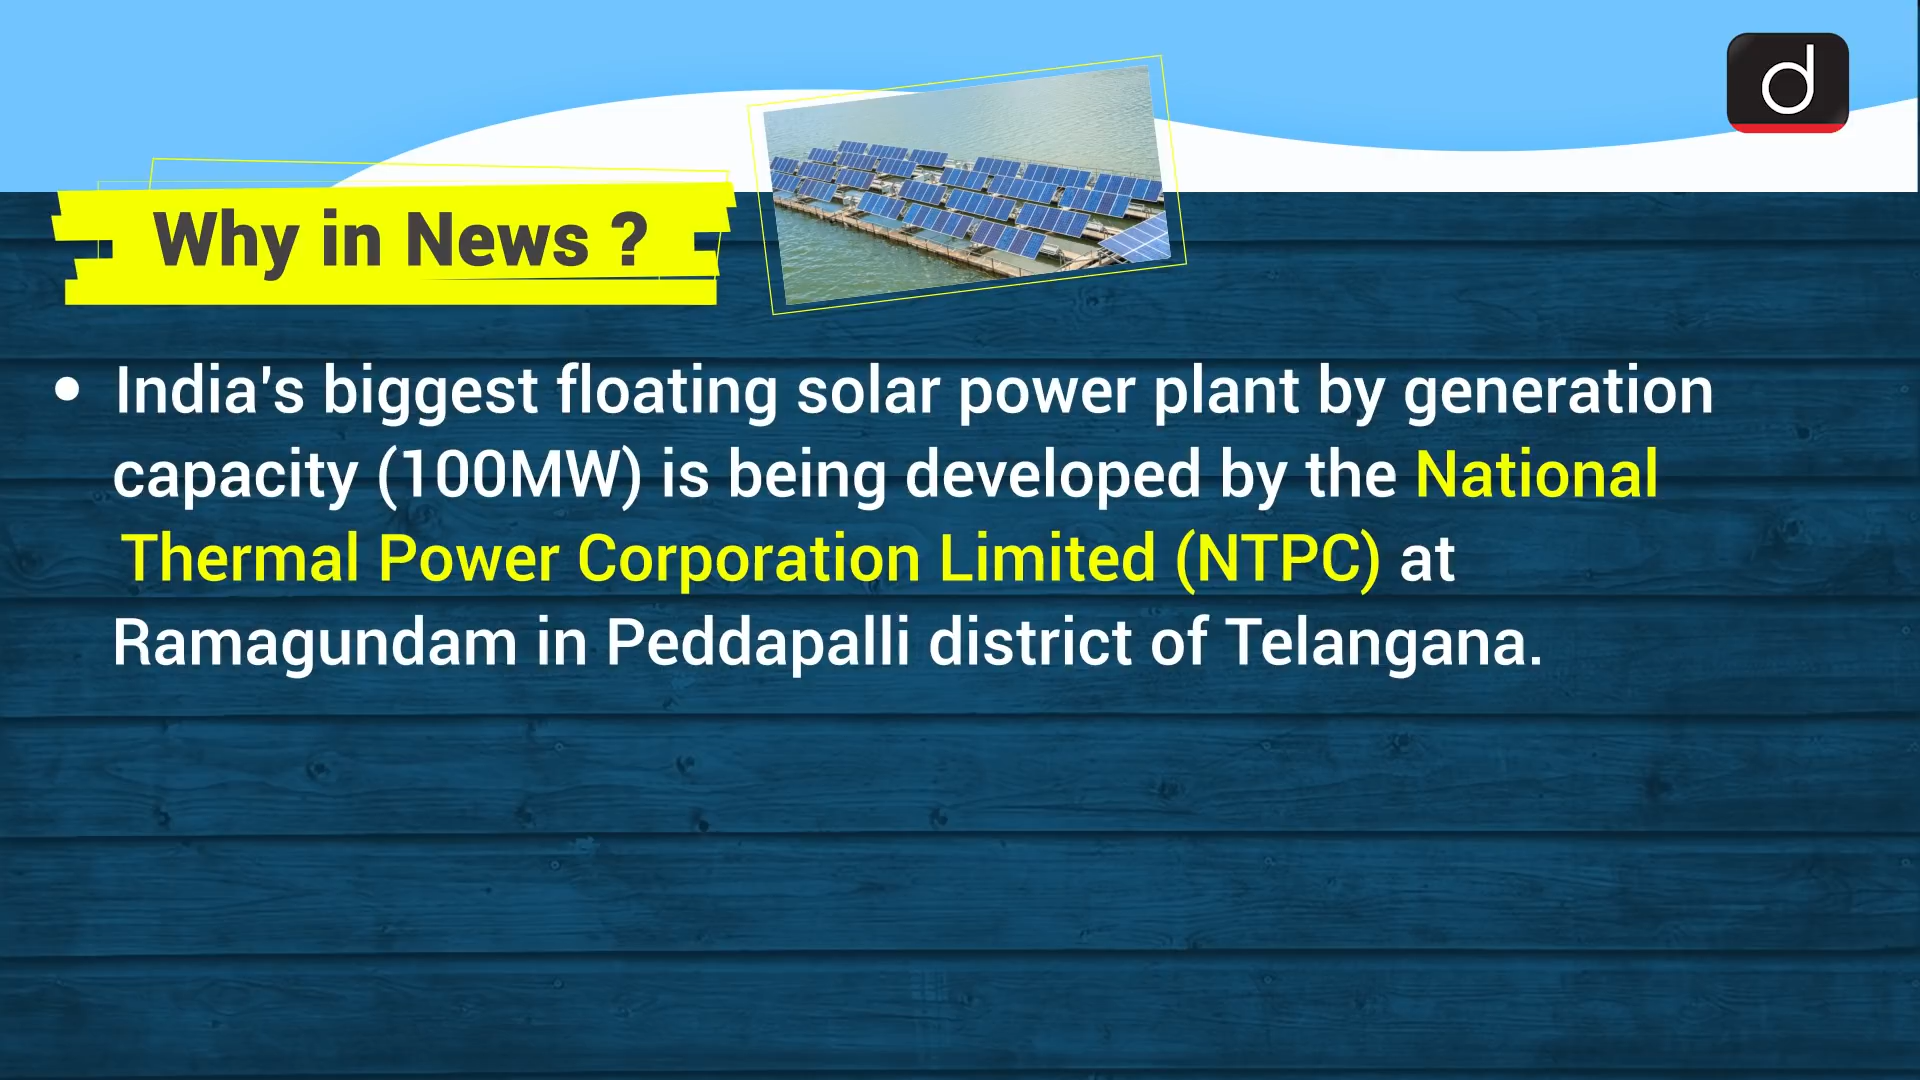 d
Why in News ?
• India's biggest floating solar power plant by generation
capacity (100MW) is being developed by the National
Thermal Power Corporation Limited (NTPC) at
Ramagundam in Peddapalli district of Telangana.